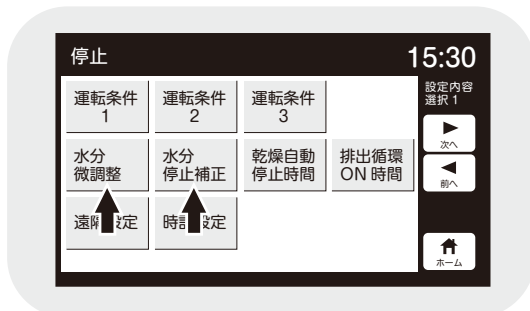 停止
15:30
設定内容
選択 1
運転条件
1
運転条件
2
運転条件
3
次へ
水分
微調整
水分
停止補正
乾燥自動
停止時間
排出循環
ON 時間
前へ
設定
時計設定
ホーム